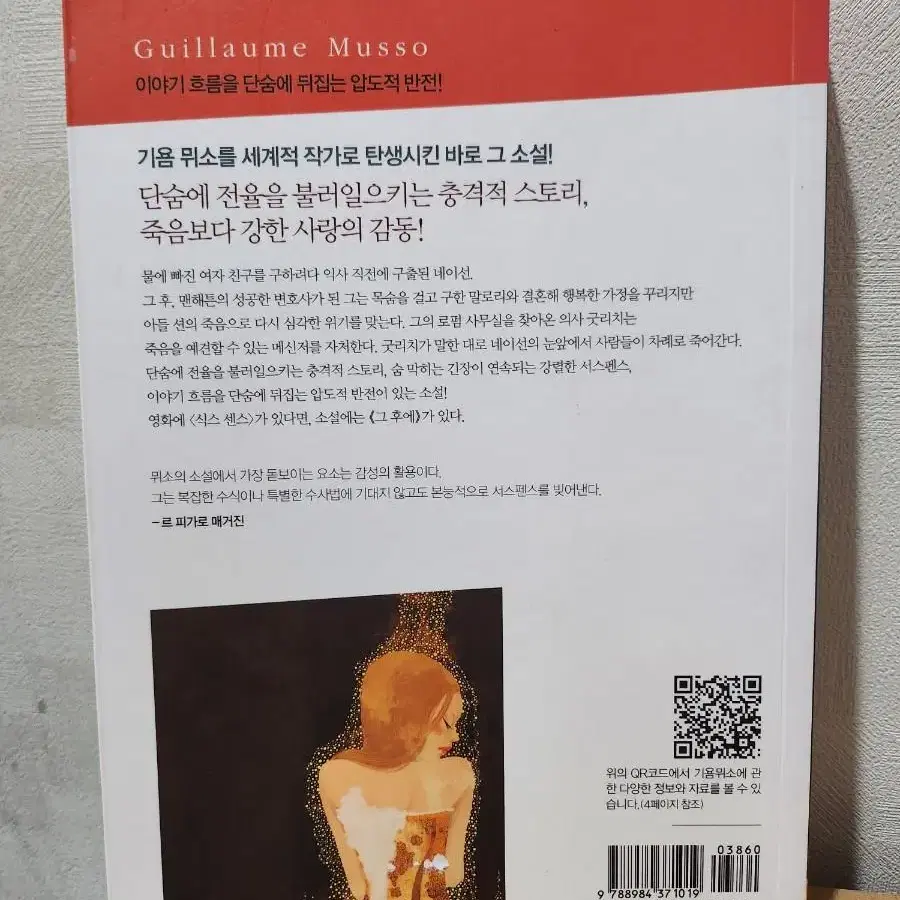 Guillaume Musso
이야기 흐름을 단숨에 뒤집는 압도적 반전!
기욤 뮈소를 세계적 작가로 탄생시킨 바로 그 소설!
단숨에 전율을 불러일으키는 충격적 스토리,
죽음보다 강한 사랑의 감동!
물에 빠진 여자 친구를 구하려다 익사 직전에 구출된 네이선.
그 후, 맨해튼의 성공한 변호사가 된 그는 목숨을 걸고 구한 말로리와 결혼해 행복한 가정을 꾸리지만
아들 션의 죽음으로 다시 심각한 위기를 맞는다. 그의 로펌 사무실을 찾아온 의사 굿리치는
죽음을 예견할 수 있는 메신저를 자처한다. 굿리치가 말한 대로 네이선의 눈앞에서 사람들이 차례로 죽어간다.
단숨에 전율을 불러일으키는 충격적 스토리, 숨 막히는 긴장이 연속되는 강렬한 서스펜스,
이야기 흐름을 단숨에 뒤집는 압도적 반전이 있는 소설!
영화에 〈식스 센스〉가 있다면, 소설에는 《그 후에》가 있다.
뮈소의 소설에서 가장 돋보이는 요소는 감성의 활용이다.
그는 복잡한 수식이나 특별한 수사법에 기대지 않고도 본능적으로 서스펜스를 빚어낸다.
–르 피가로 매거진
위의 QR코드에서 기욤뮈소에 관
한 다양한 정보와 자료를 볼 수 있
습니다.(4페이지 참조)
03860
9 788984 371019